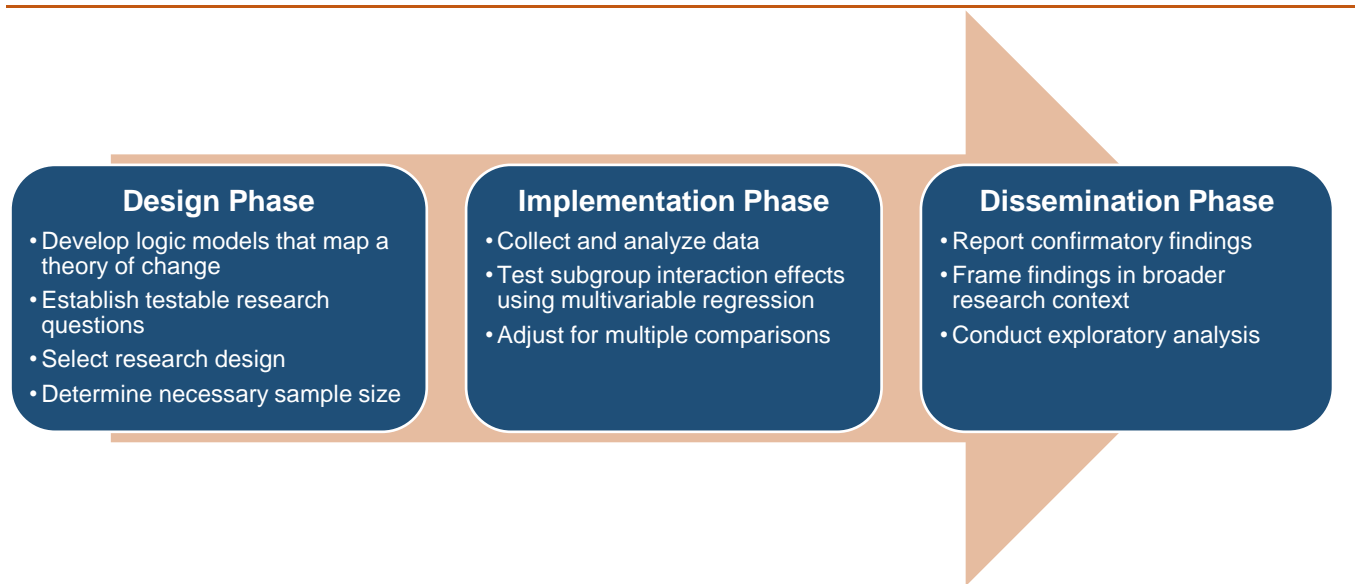 Design Phase
• Develop logic models that map a
theory of change
• Establish testable research
questions
• Select research design
• Determine necessary sample size
Implementation Phase
• Collect and analyze data
• Test subgroup interaction effects
using multivariable regression
• Adjust for multiple comparisons
Dissemination Phase
• Report confirmatory findings
• Frame findings in broader
research context
• Conduct exploratory analysis